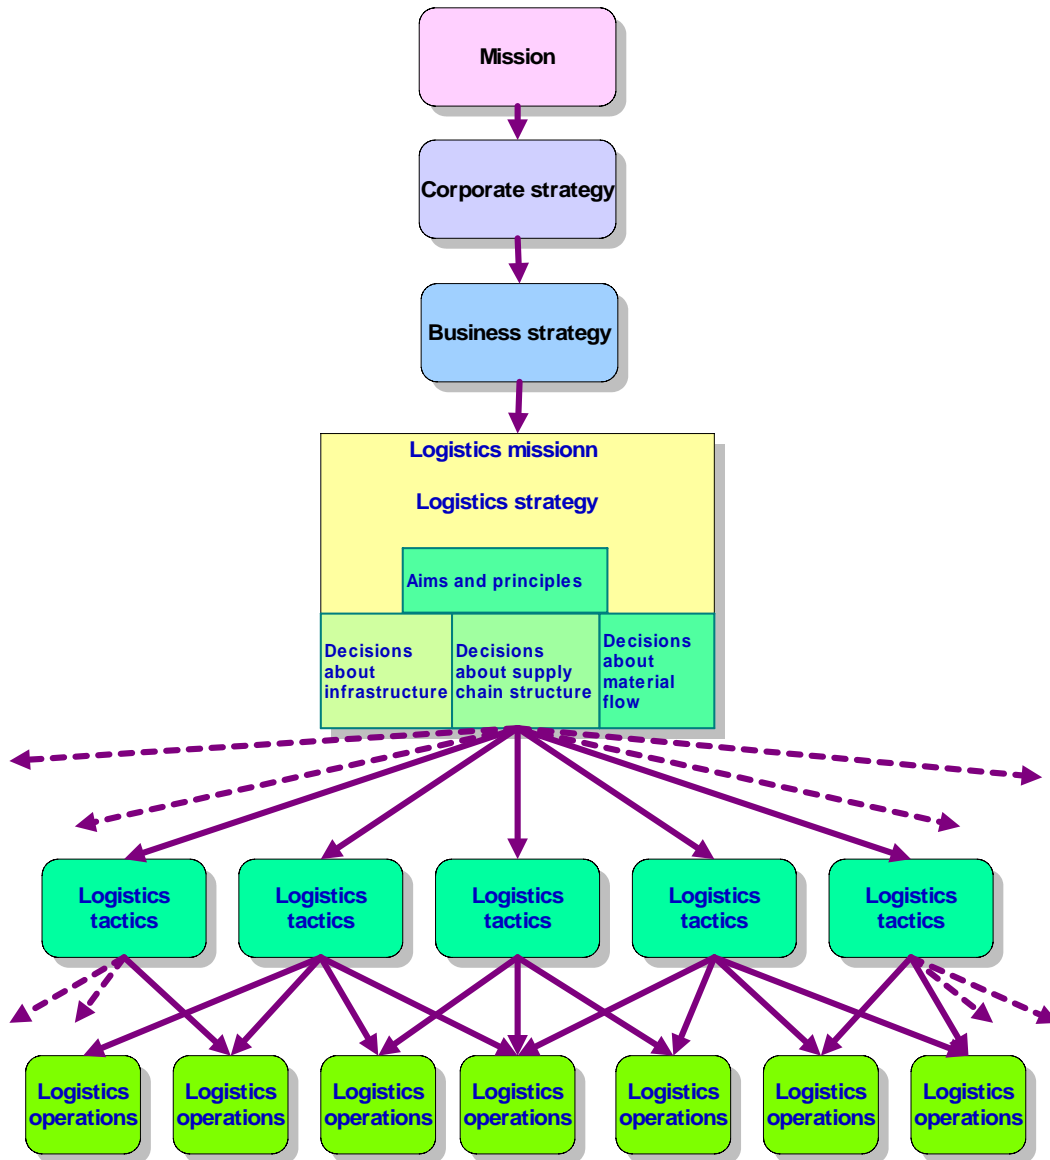 Mission
Corporate strategy
Business strategy
Logistics missionn
Logistics strategy
Aims and principles
Decisions
about
infrastructure
Decisions
about supply
chain structure
Decisions
about
material
flow
Logistics
tactics
Logistics
tactics
Logistics
tactics
Logistics
tactics
Logistics
tactics
Logistics
operations
Logistics
operations
Logistics
operations
Logistics
operations
Logistics
operations
Logistics
operations
Logistics
operations